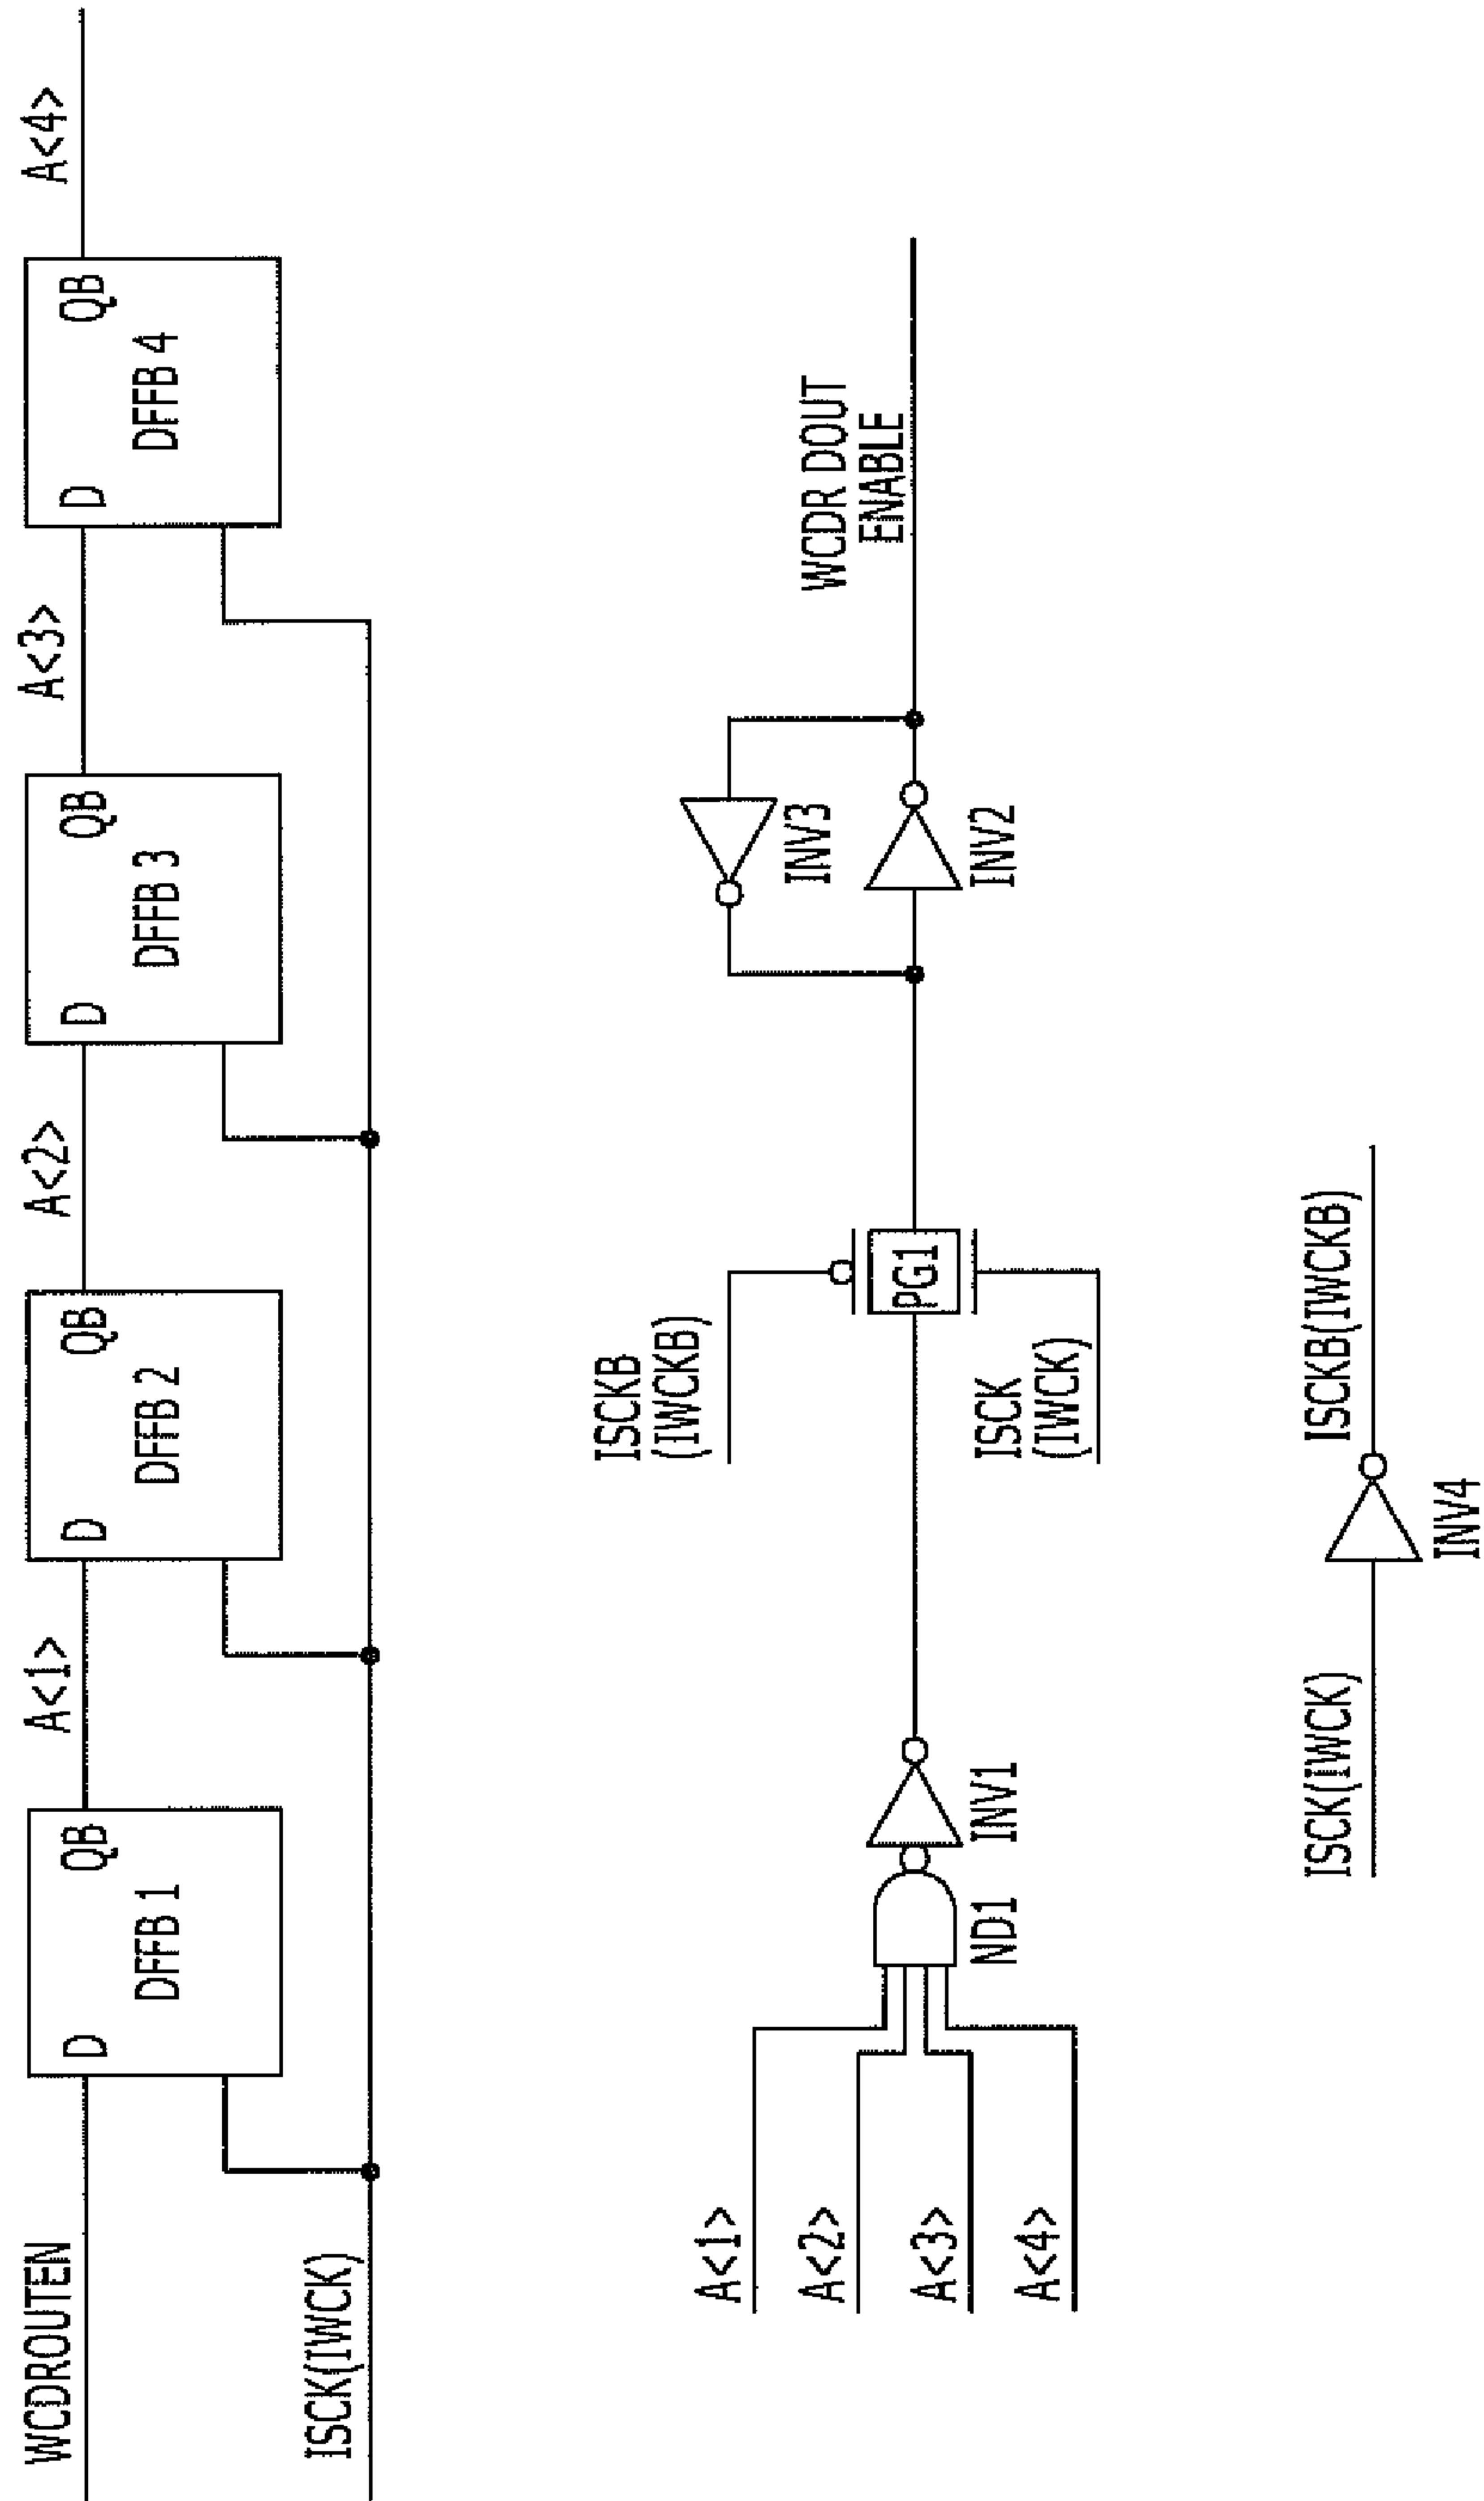 WCDROUTEN
D
QB
DFFB 1
A<1>
D
QB
DFFB 2
A<2>
D
QB
DFFB 3
A<3>
D
QB
DFFB 4
A<4>
ISCK(IWCK)
A<1>
A<2>
A<3>
A<4>
ND1
INV1
ISCKB
(IWCKB)
PG1
ISCK
(IWCK)
INV3
INV2
WCDR DOUT
ENABLE
ISCK(IWCK)
INV4
ISCKB(IWCKB)